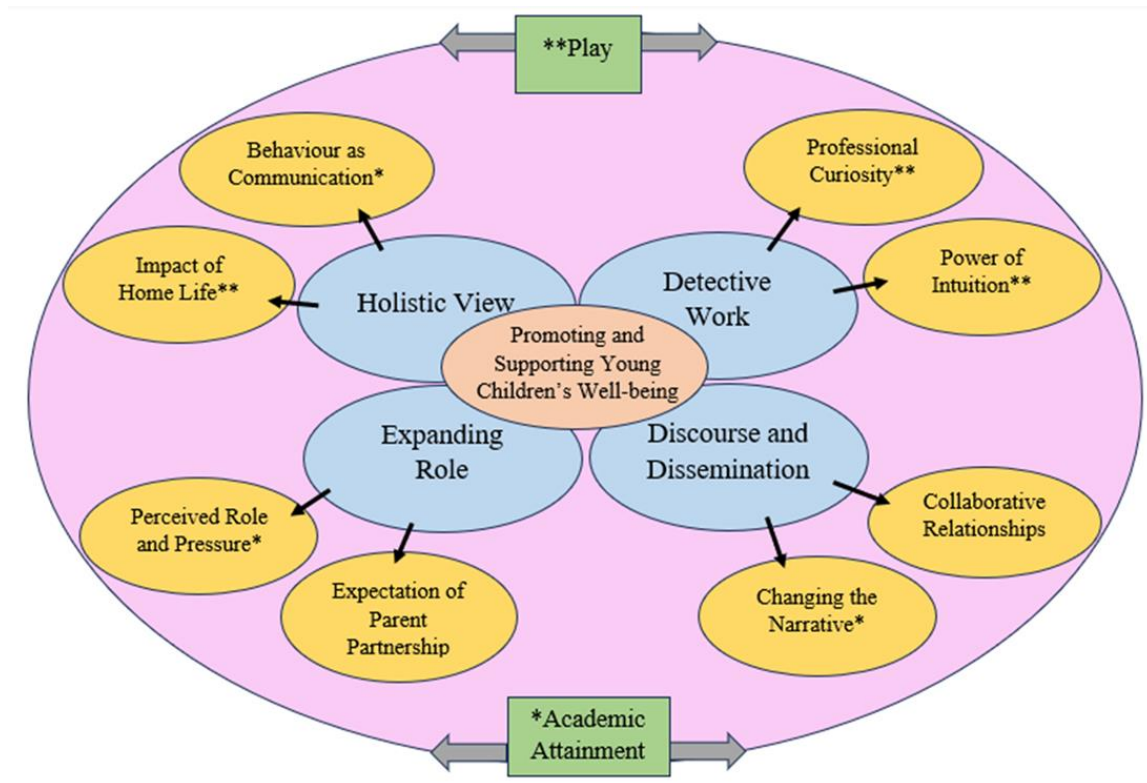 **Play
Behaviour as
Communication*
Professional
Curiosity**
Impact of
Home Life**
Power of
Intuition**
Holistic View
Detective
Work
Promoting and
Supporting Young
Children’s Well-being
Expanding
Role
Discourse and
Dissemination
Perceived Role
and Pressure*
Collaborative
Relationships
Expectation of
Parent
Partnership
Changing the
Narrative*
*Academic
Attainment